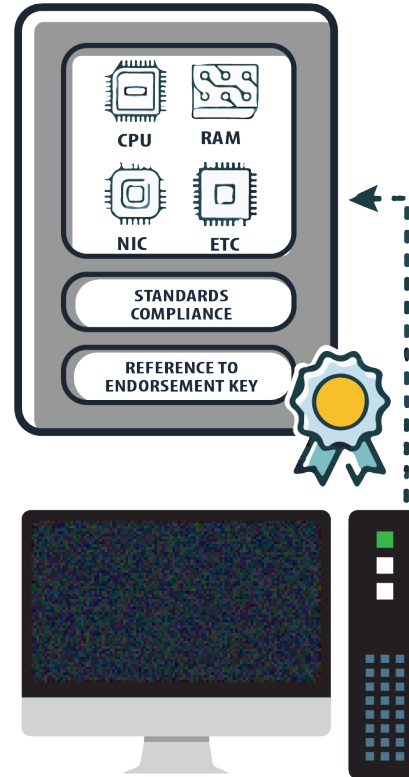 CPU
RAM
NIC
ETC
STANDARDS
COMPLIANCE
REFERENCE TO
ENDORSEMENT KEY